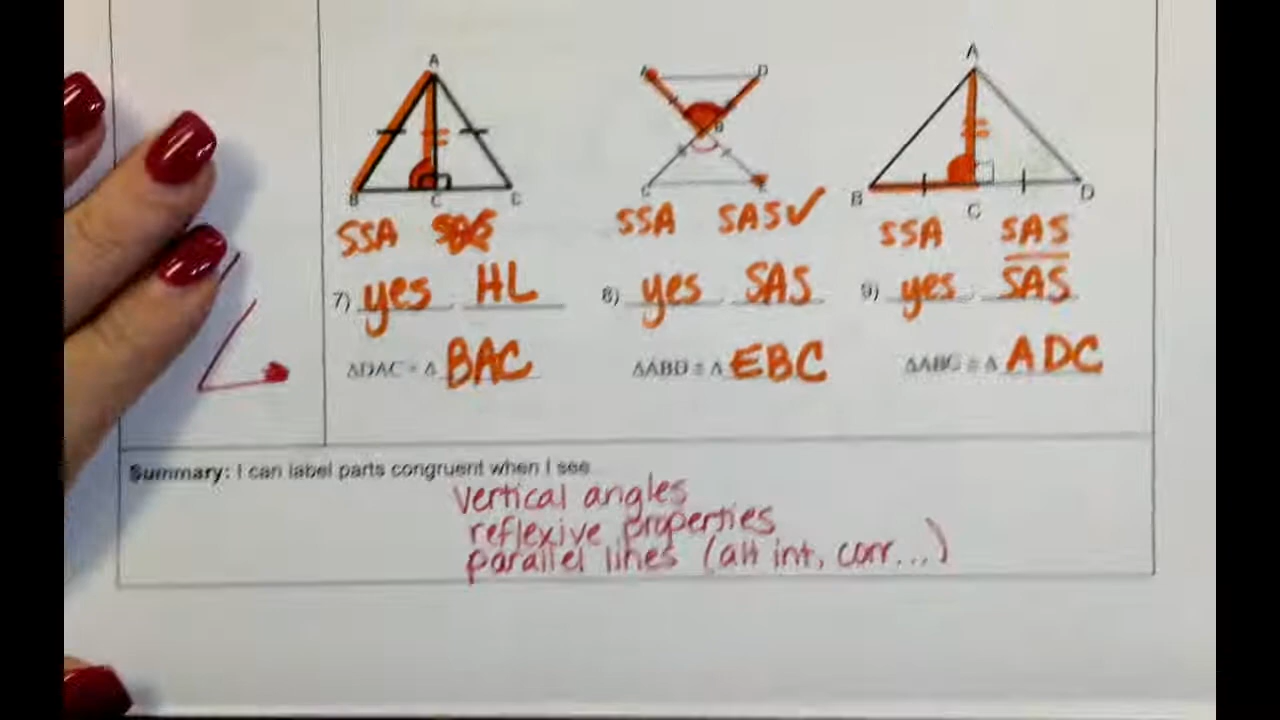 A
B C C
A D
B
C E
A
B C D
SSA
SSA SAS✓
SSA SAS
7) yes HL
8) yes SAS
9) yes SAS
ΔDAC ≅ Δ BAC
ΔABD ≅ Δ EBC
ΔABC ≅ Δ ADC
Summary: I can label parts congruent when I see
vertical angles
reflexive properties
parallel lines (alt int, corr...)